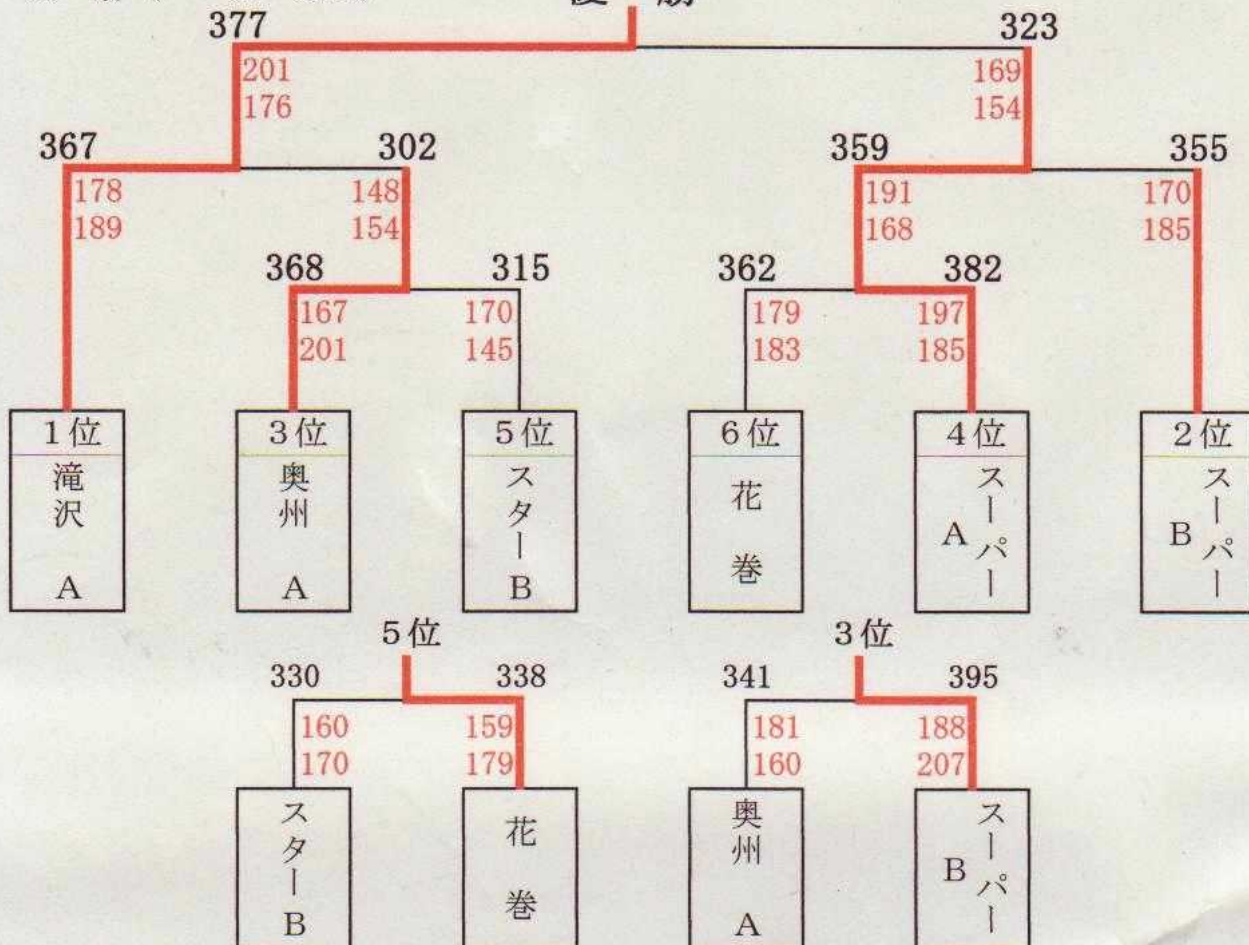 優 勝
377 323
201 169
176 154
367 302 359 355
178 148 191 170
189 154 168 185
368 315 362 382
167 170 179 197
201 145 183 185
1位 3位 5位 6位 4位 2位
滝沢 A
奥州 A
スターB
花巻
スーパー A
スーパー B
5位 3位
330 338 341 395
160 159 181 188
170 179 160 207
スターB
花巻
奥州 A
スーパー B